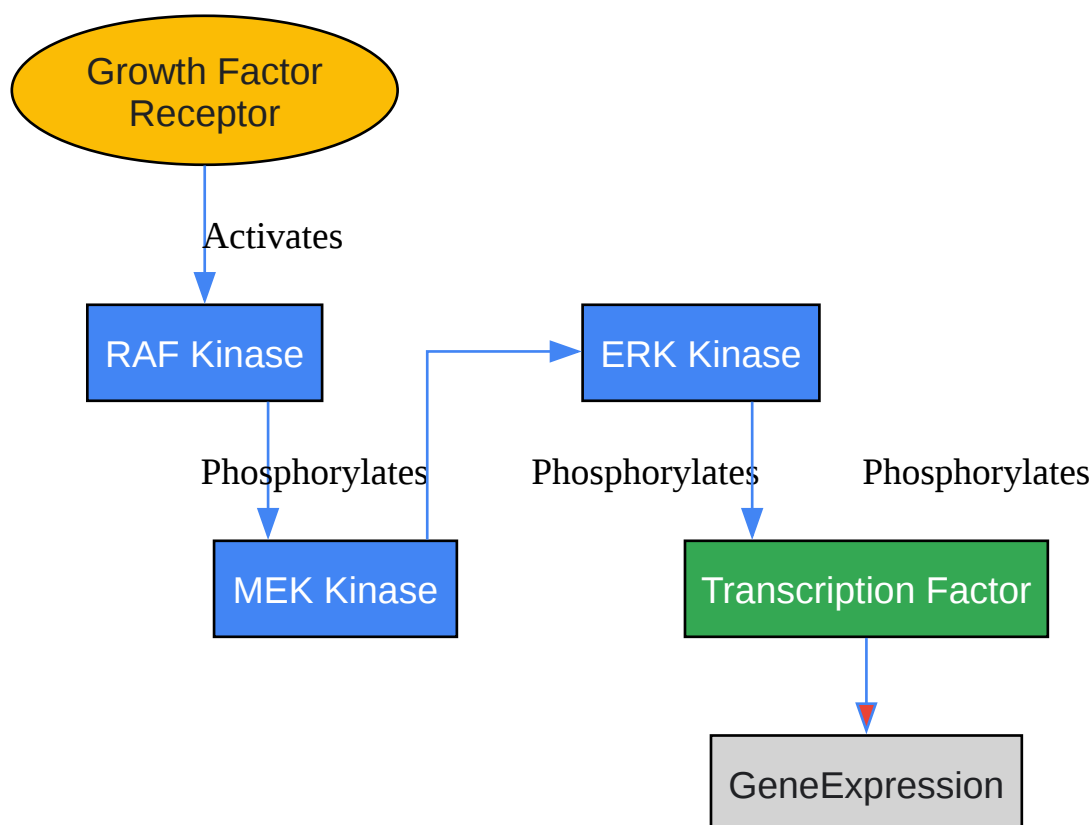 Growth Factor
Receptor
Activates
RAF Kinase
ERK Kinase
Phosphorylates
Phosphorylates
Phosphorylates
MEK Kinase
Transcription Factor
GeneExpression